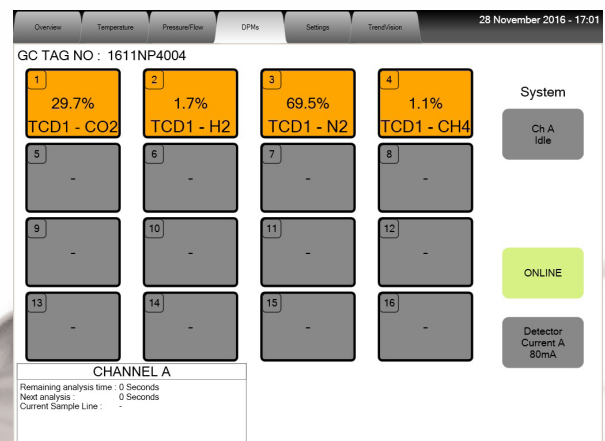 Overview Temperature Pressure/Flow DPMs Settings TrendVision 28 November 2016 - 17:01
GC TAG NO : 1611NP4004
1 2 3 4
29.7% 1.7% 69.5% 1.1%
TCD1 - CO2 TCD1 - H2 TCD1 - N2 TCD1 - CH4
System
Ch A
Idle
5 6 7 8
- - - -
9 10 11 12
- - - -
ONLINE
13 14 15 16
- - - -
Detector
Current A
80mA
CHANNEL A
Remaining analysis time : 0 Seconds
Next analysis : 0 Seconds
Current Sample Line : -